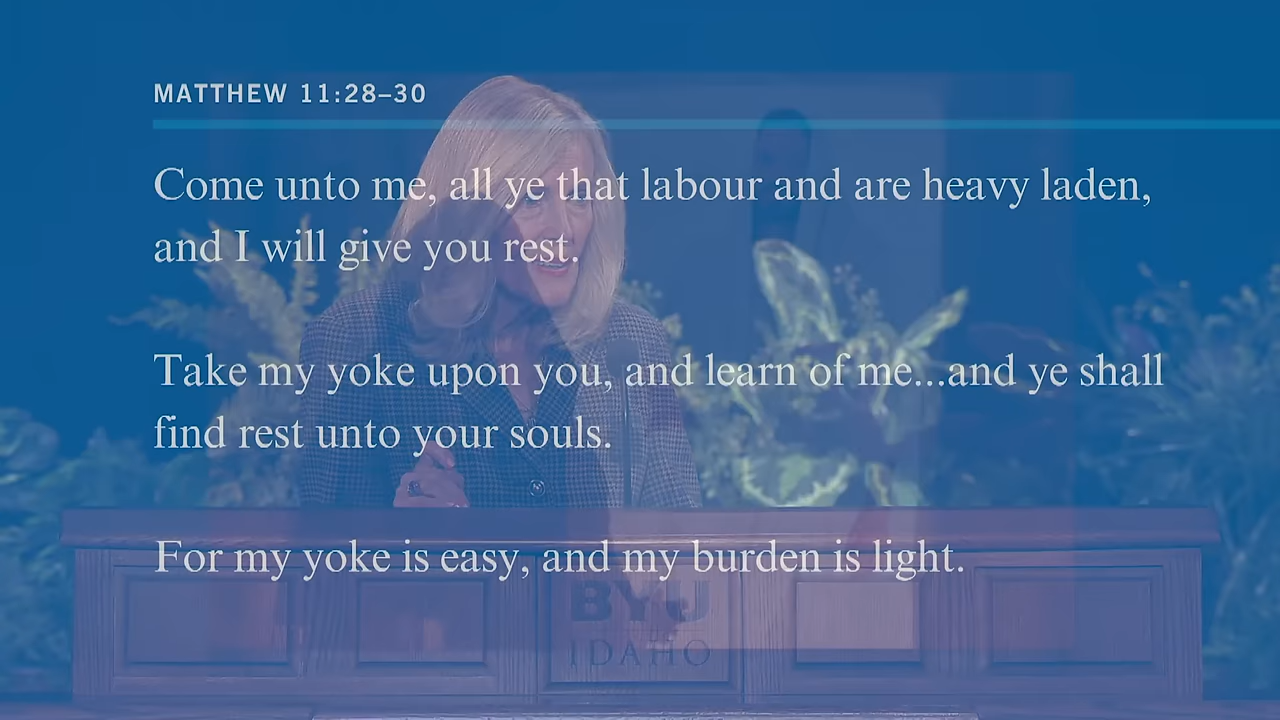 MATTHEW 11:28–30
Come unto me, all ye that labour and are heavy laden,
and I will give you rest.
Take my yoke upon you, and learn of me...and ye shall
find rest unto your souls.
For my yoke is easy, and my burden is light.
BYU
IDAHO